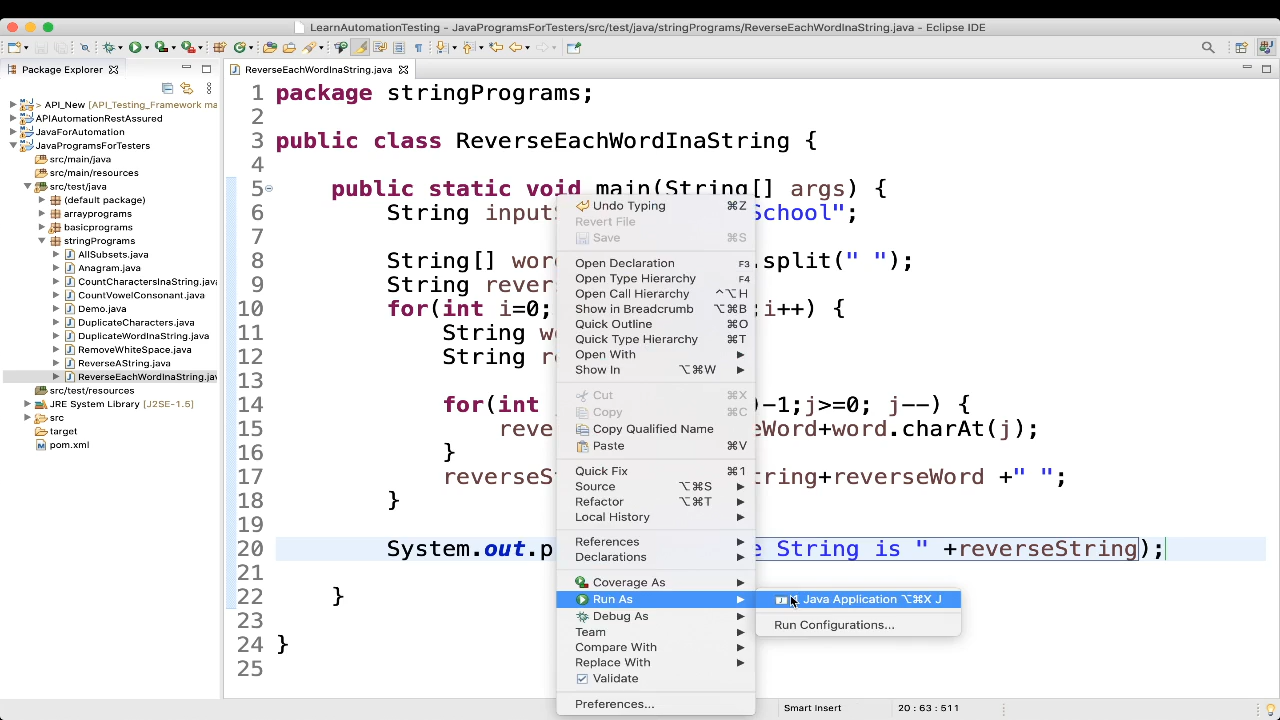 LearnAutomationTesting – JavaProgramsForTesters/src/test/java/stringPrograms/ReverseEachWordInaString.java – Eclipse IDE
Package Explorer
ReverseEachWordInaString.java
> API_New [API_Testing_Framework ma
APIAutomationRestAssured
JavaForAutomation
JavaProgramsForTesters
src/main/java
src/main/resources
src/test/java
(default package)
arrayprograms
basicprograms
stringPrograms
AllSubsets.java
Anagram.java
CountCharactersInaString.java
CountVowelConsonant.java
Demo.java
DuplicateCharacters.java
DuplicateWordInaString.java
RemoveWhiteSpace.java
ReverseAString.java
ReverseEachWordInaString.jav
src/test/resources
JRE System Library [J2SE-1.5]
src
target
pom.xml
1 package stringPrograms;
2
3 public class ReverseEachWordInaString {
4
5 public static void main(String[] args) {
6 String inputS School";
7
8 String[] wor .split(" ");
9 String rever
10 for(int i=0; ;i++) {
11 String w
12 String r
13
14 for(int )-1;j>=0; j--) {
15 reve eWord+word.charAt(j);
16 }
17 reverseS tring+reverseWord +" ";
18 }
19
20 System.out.p e String is " +reverseString);
21
22 }
23
24 }
25
Undo Typing ⌘Z
Revert File
Save ⌘S
Open Declaration F3
Open Type Hierarchy F4
Open Call Hierarchy ^⌥H
Show in Breadcrumb ⌥⌘B
Quick Outline ⌘O
Quick Type Hierarchy ⌘T
Open With
Show In ⌥⌘W
Cut ⌘X
Copy ⌘C
Copy Qualified Name
Paste ⌘V
Quick Fix ⌘1
Source ⌥⌘S
Refactor ⌥⌘T
Local History
References
Declarations
Coverage As
Run As
Debug As
Team
Compare With
Replace With
Validate
Preferences...
1 Java Application ⌥⌘X J
Run Configurations...
Smart Insert
20 : 63 : 511